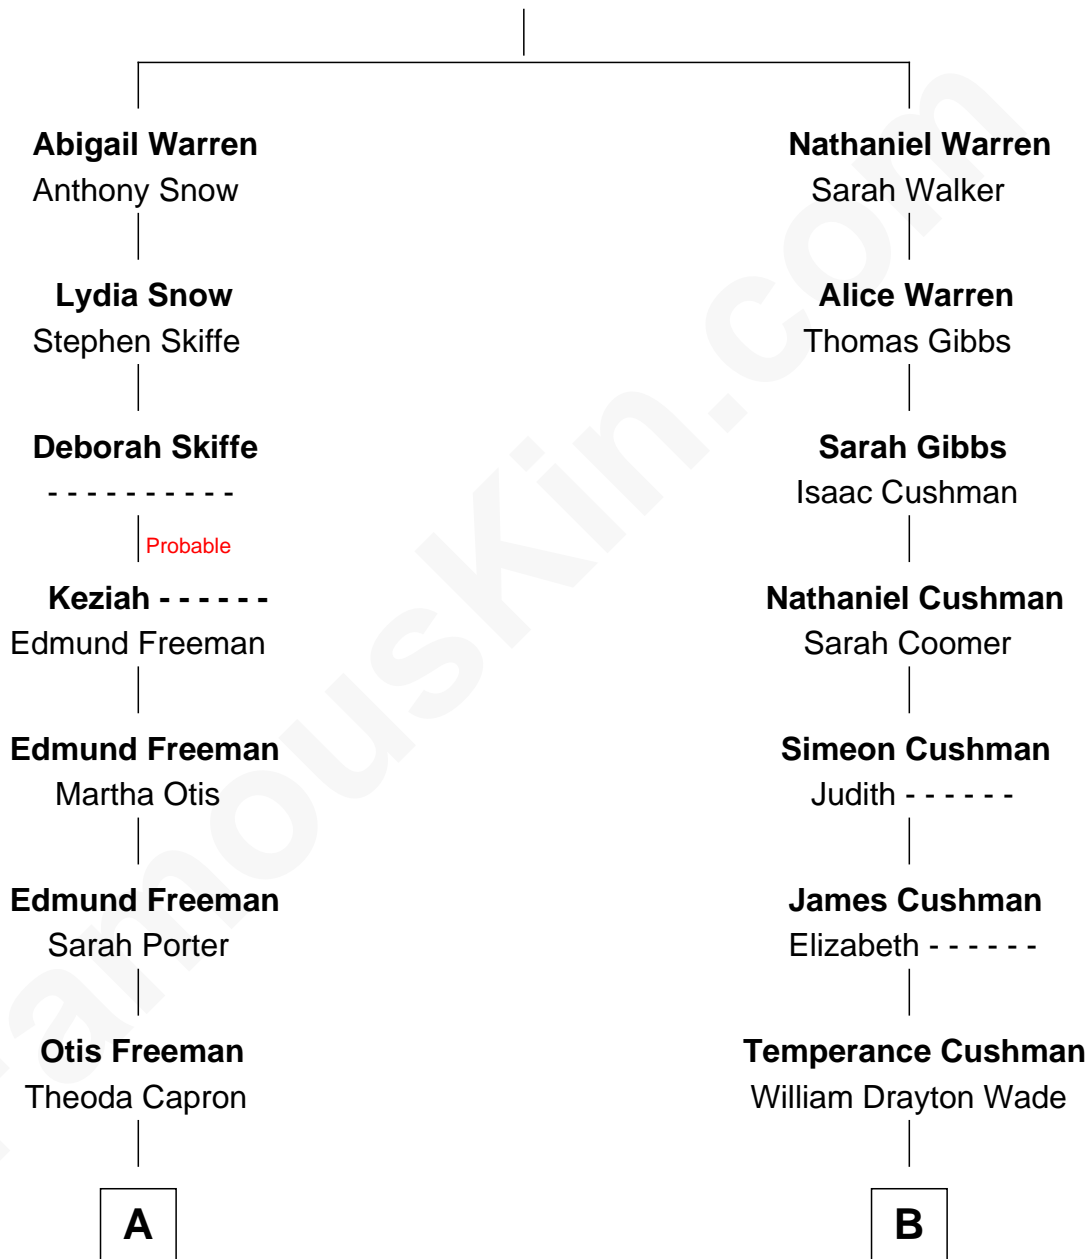 Abigail Warren
Anthony Snow
Lydia Snow
Stephen Skiffe
Deborah Skiffe
- - - - - - - - - -
Probable
Keziah - - - - - -
Edmund Freeman
Edmund Freeman
Martha Otis
Edmund Freeman
Sarah Porter
Otis Freeman
Theoda Capron
A
Nathaniel Warren
Sarah Walker
Alice Warren
Thomas Gibbs
Sarah Gibbs
Isaac Cushman
Nathaniel Cushman
Sarah Coomer
Simeon Cushman
Judith - - - - - -
James Cushman
Elizabeth - - - - - -
Temperance Cushman
William Drayton Wade
B
FamousKin.com